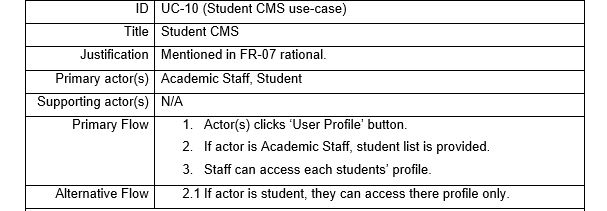 ID UC-10 (Student CMS use-case)
Title Student CMS
Justification Mentioned in FR-07 rational.
Primary actor(s) Academic Staff, Student
Supporting actor(s) N/A
Primary Flow 1. Actor(s) clicks ‘User Profile’ button.
2. If actor is Academic Staff, student list is provided.
3. Staff can access each students’ profile.
Alternative Flow 2.1 If actor is student, they can access there profile only.